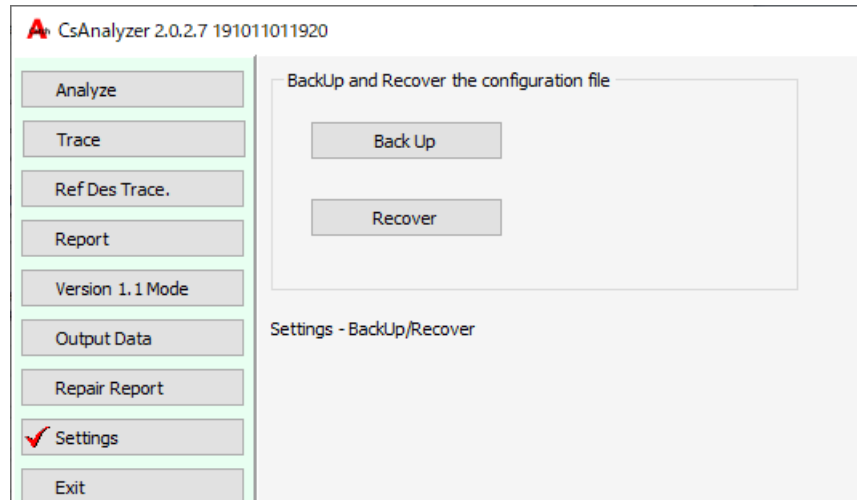 CsAnalyzer 2.0.2.7 191011011920
Analyze
Trace
Ref Des Trace.
Report
Version 1.1 Mode
Output Data
Repair Report
Settings
Exit
BackUp and Recover the configuration file
Back Up
Recover
Settings - BackUp/Recover